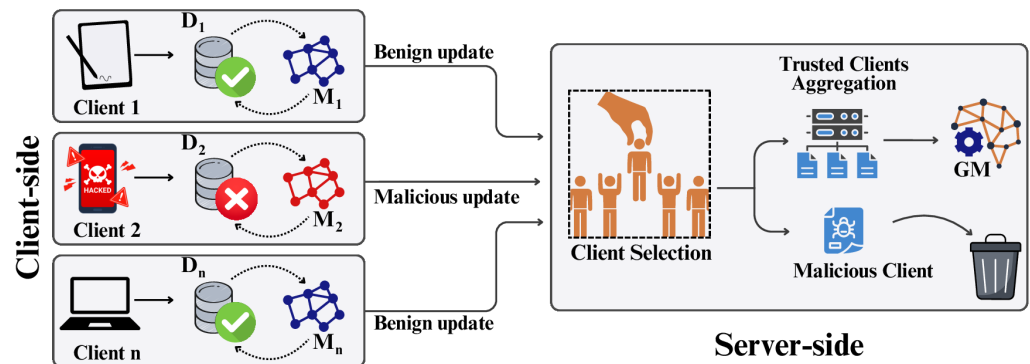 Client-side
D1
Client 1
M1
Benign update
D2
HACKED
Client 2
M2
Malicious update
Dn
Client n
Mn
Benign update
Client Selection
Trusted Clients
Aggregation
GM
Malicious Client
Server-side